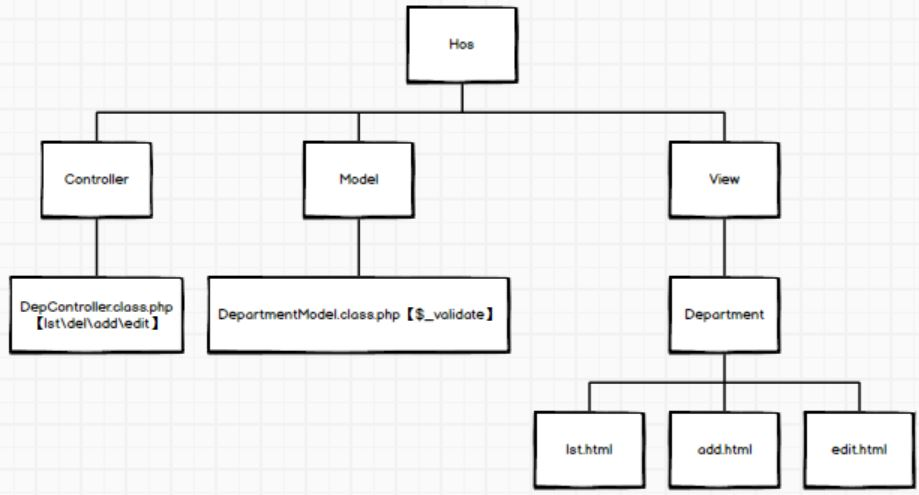 Hos
Controller
Model
View
DepController.class.php
【lst\del\add\edit】
DepartmentModel.class.php【$_validate】
Department
lst.html
add.html
edit.html